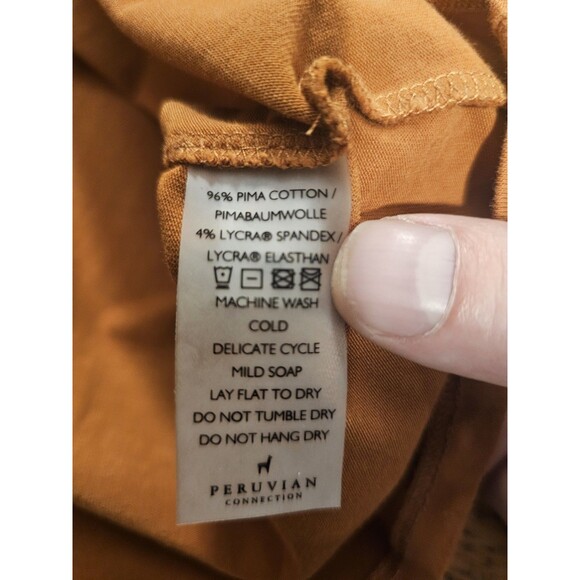 96% PIMA COTTON /
PIMABAUMWOLLE
4% LYCRA® SPANDEX/
LYCRA® ELASTHAN
MACHINE WASH
COLD
DELICATE CYCLE
MILD SOAP
LAY FLAT TO DRY
DO NOT TUMBLE DRY
DO NOT HANG DRY
PERUVIAN
CONNECTION